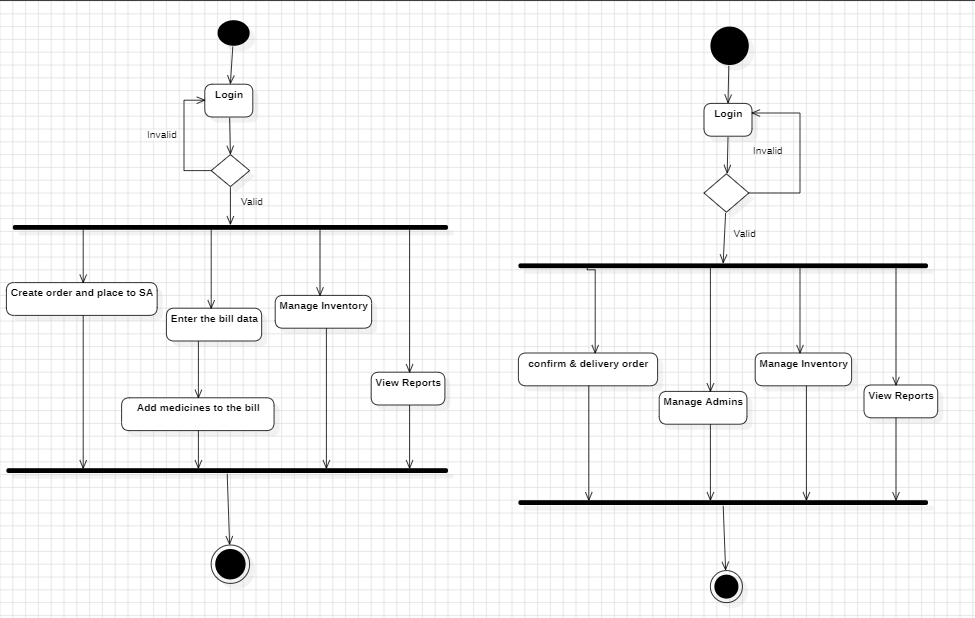 Login
Invalid
Valid
Create order and place to SA
Enter the bill data
Manage Inventory
View Reports
Add medicines to the bill
Login
Invalid
Valid
confirm & delivery order
Manage Admins
Manage Inventory
View Reports